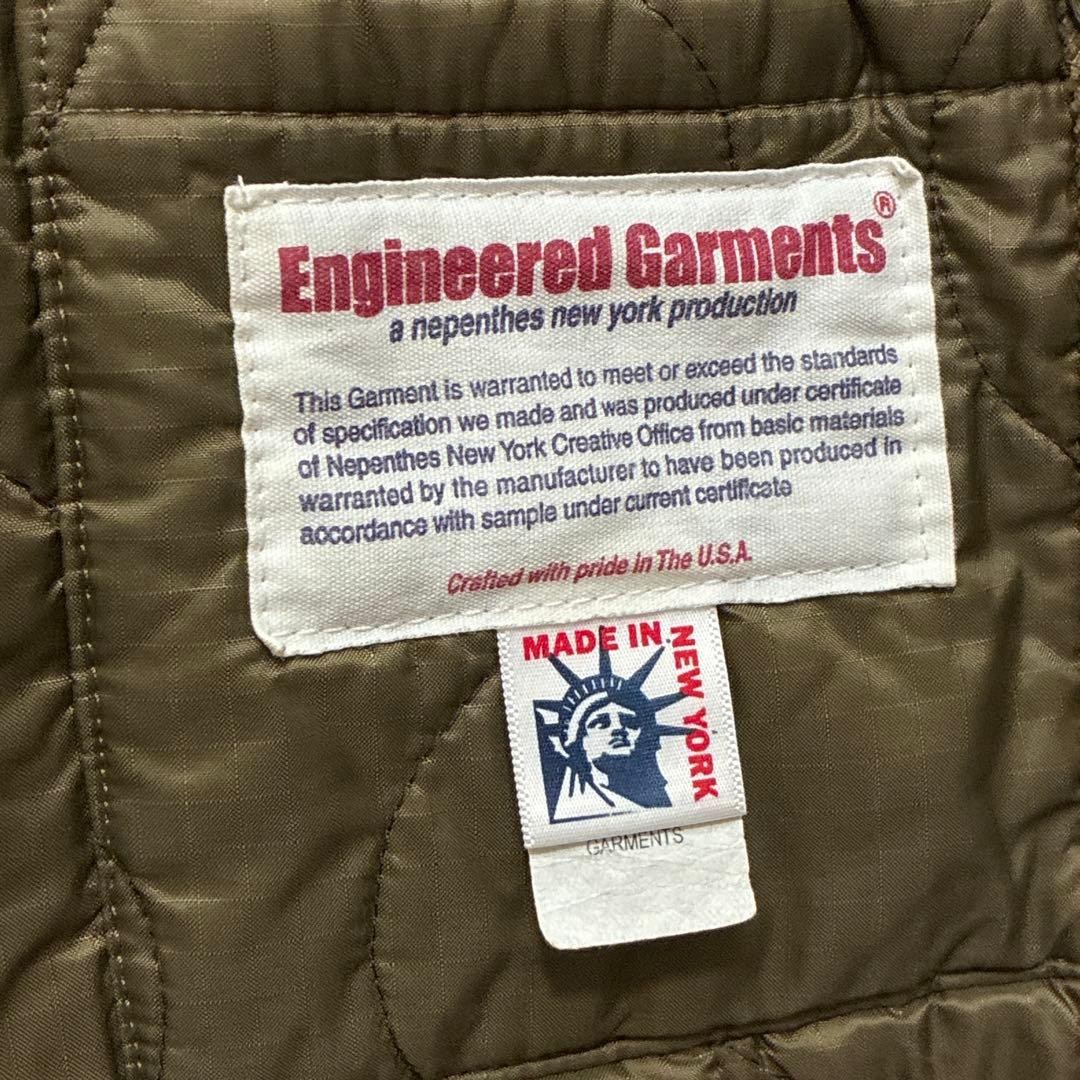 Engineered Garments®
a nepenthes new york production
This Garment is warranted to meet or exceed the standards
of specification we made and was produced under certificate
of Nepenthes New York Creative Office from basic materials
warranted by the manufacturer to have been produced in
accordance with sample under current certificate
Crafted with pride in The U.S.A.
MADE IN
NEW YORK
GARMENTS